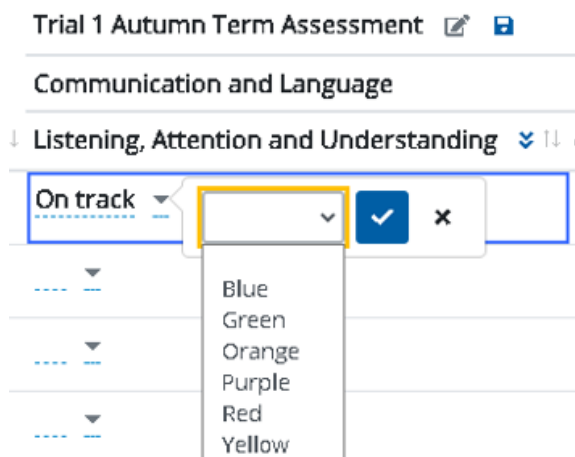 Trial 1 Autumn Term Assessment
Communication and Language
Listening, Attention and Understanding
On track
Blue
Green
Orange
Purple
Red
Yellow